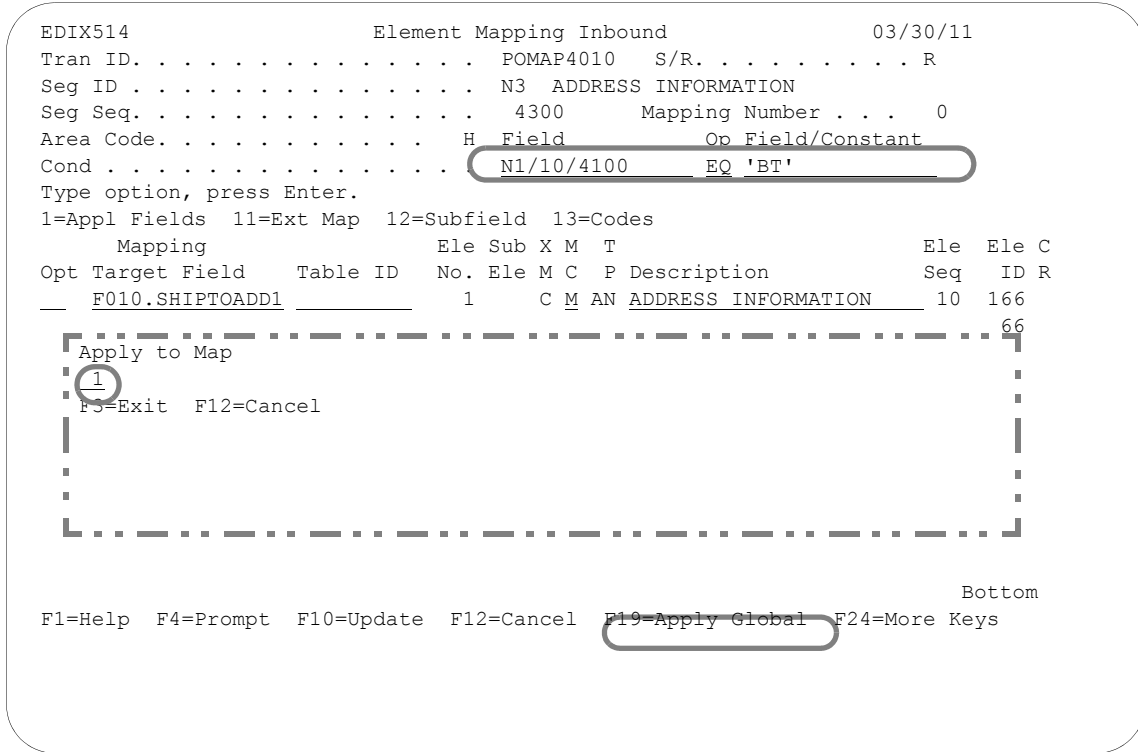 EDIX514 Element Mapping Inbound 03/30/11
Tran ID. . . . . . . . . . . . . . POMAP4010 S/R. . . . . . . . . R
Seg ID . . . . . . . . . . . . . . N3 ADDRESS INFORMATION
Seg Seq. . . . . . . . . . . . . . 4300 Mapping Number . . . 0
Area Code. . . . . . . . . . . H Field Op Field/Constant
Cond . . . . . . . . . . . . . . . N1/10/4100 EQ 'BT'
Type option, press Enter.
1=Appl Fields 11=Ext Map 12=Subfield 13=Codes
Mapping Ele Sub X M T Ele Ele C
Opt Target Field Table ID No. Ele M C P Description Seq ID R
F010.SHIPTOADD1 1 C M AN ADDRESS INFORMATION 10 166
66
Apply to Map
1
F3=Exit F12=Cancel
Bottom
F1=Help F4=Prompt F10=Update F12=Cancel F19=Apply Global F24=More Keys